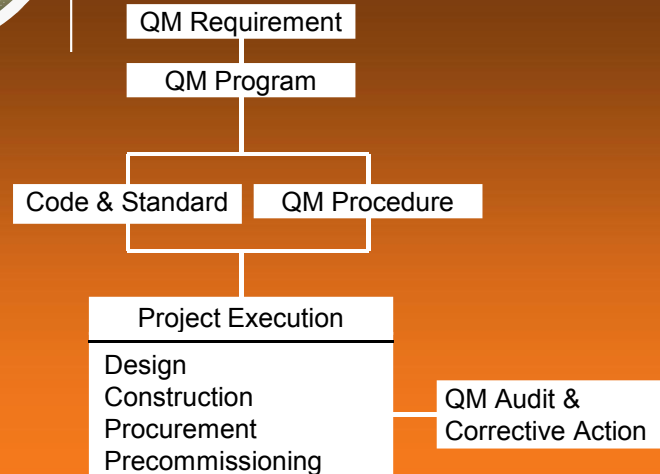 QM Requirement
QM Program
Code & Standard
QM Procedure
Project Execution
Design
Construction
Procurement
Precommissioning
QM Audit &
Corrective Action